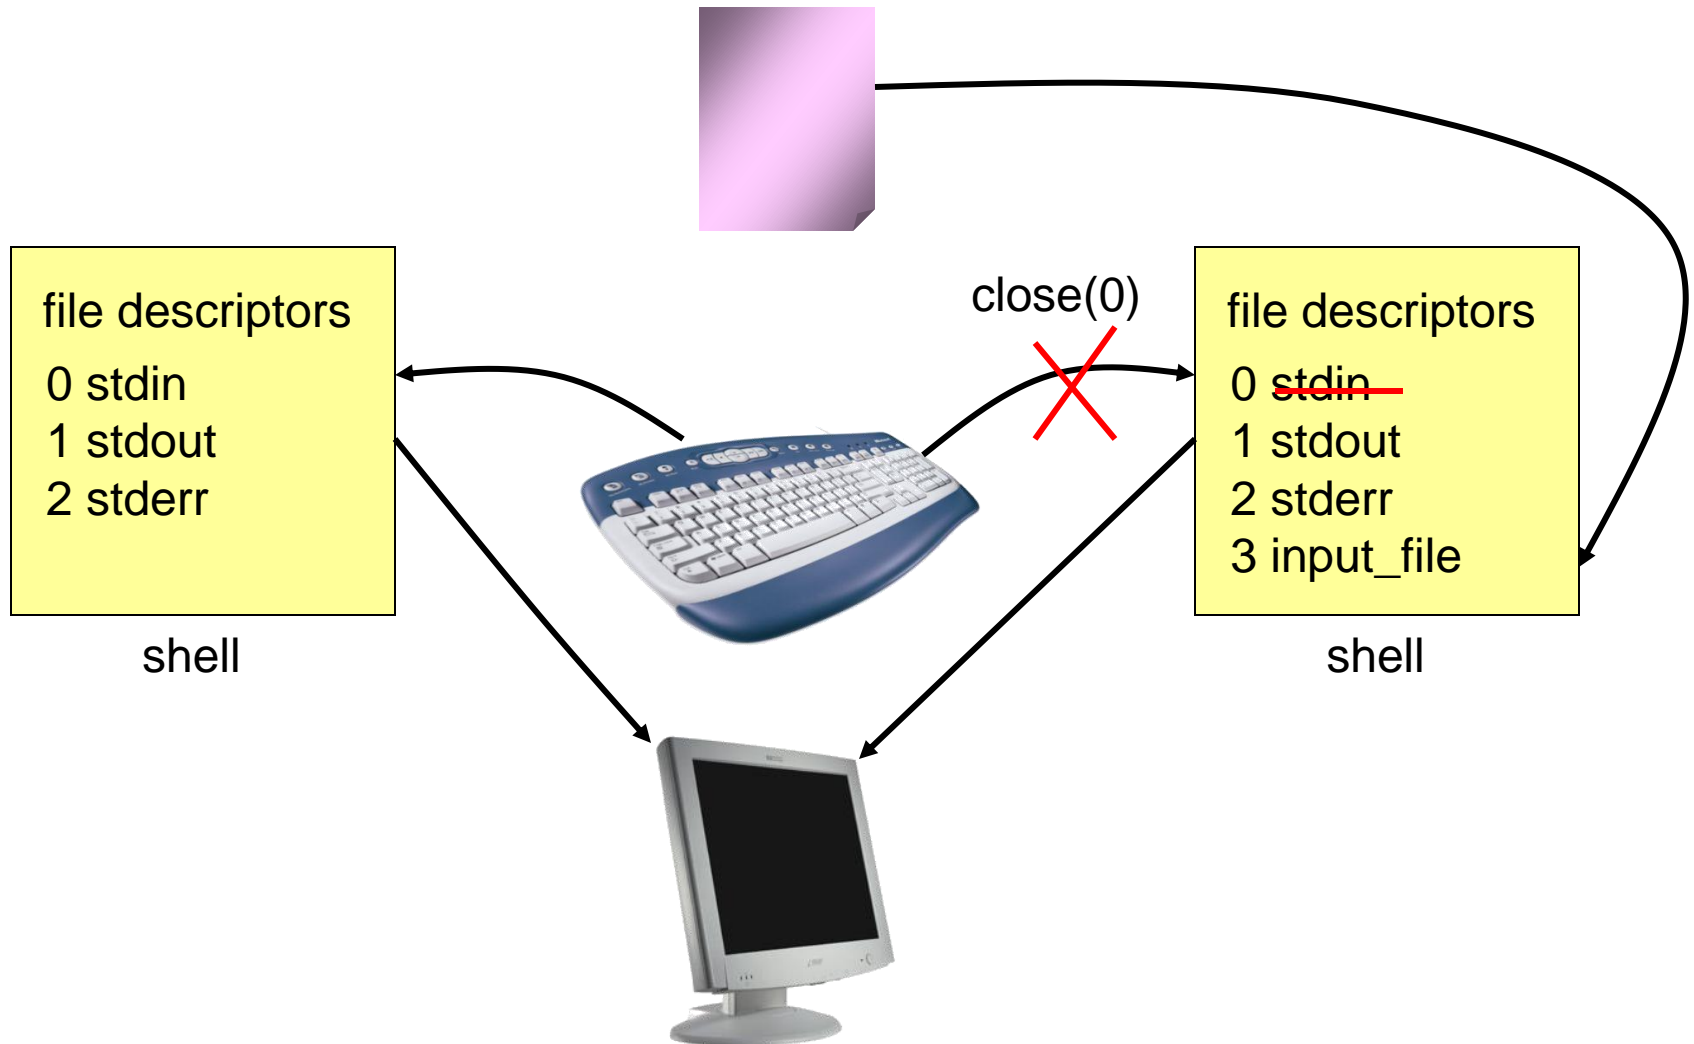 close(0)
file descriptors
0 stdin
1 stdout
2 stderr
shell
file descriptors
0 stdin
1 stdout
2 stderr
3 input_file
shell